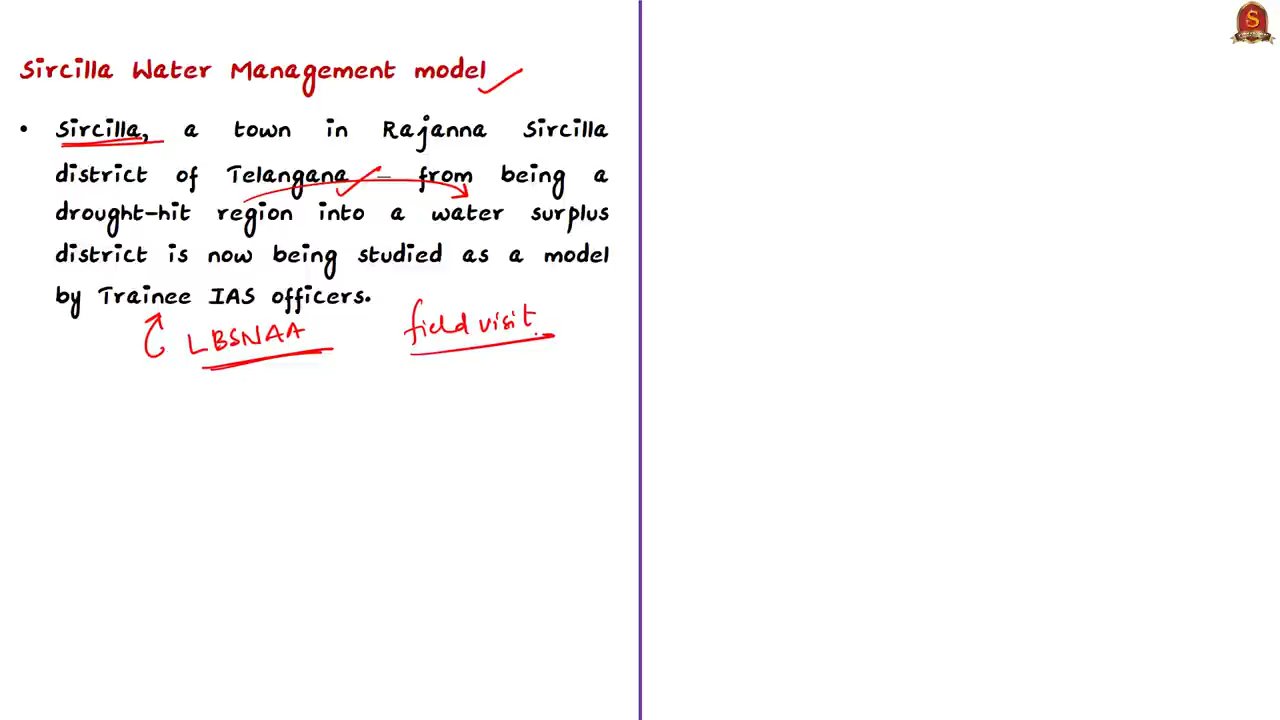 Sircilla Water Management model
• Sircilla, a town in Rajanna Sircilla
district of Telangana – from being a
drought-hit region into a water surplus
district is now being studied as a model
by Trainee IAS officers.
LBSNAA field visit
S